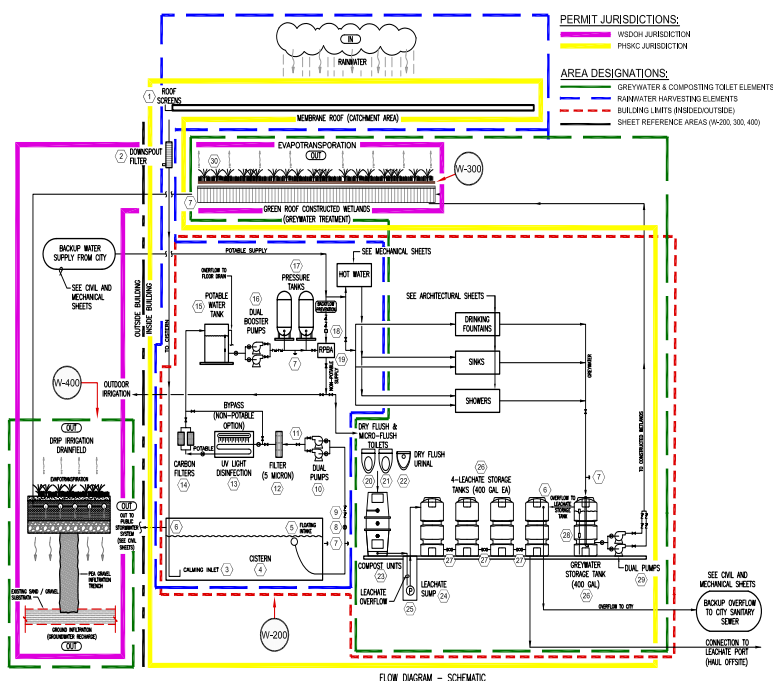 PERMIT JURISDICTIONS:
WSDOH JURISDICTION
PHSKC JURISDICTION
AREA DESIGNATIONS:
GREYWATER & COMPOSTING TOILET ELEMENTS
RAINWATER HARVESTING ELEMENTS
BUILDING LIMITS (INSIDED/OUTSIDE)
SHEET REFERENCE AREAS (W-200, 300, 400)
IN
RAINWATER
1
ROOF
SCREENS
MEMBRANE ROOF (CATCHMENT AREA)
2
DOWNSPOUT
FILTER
EVAPOTRANSPORATION
OUT
30
W-300
7
GREEN ROOF CONSTRUCTED WETLANDS
(GREYWATER TREATMENT)
BACKUP WATER
SUPPLY FROM CITY
POTABLE SUPPLY
SEE MECHANICAL SHEETS
HOT WATER
SEE CIVIL AND
MECHANICAL
SHEETS
OUTSIDE BUILDING
INSIDE BUILDING
TO CISTERN
OVERFLOW TO
FLOOR DRAIN
17
PRESSURE
TANKS
15
POTABLE
WATER
TANK
16
DUAL
BOOSTER
PUMPS
BACKFLOW
PREVENTION
18
RPBA
19
7
NON-POTABLE
SUPPLY
SEE ARCHITECTURAL SHEETS
DRINKING
FOUNTAINS
SINKS
SHOWERS
GREYWATER
TO CONSTRUCTED WETLANDS
W-400
OUTDOOR
IRRIGATION
BYPASS
(NON-POTABLE
OPTION)
POTABLE
CARBON
FILTERS
14
UV LIGHT
DISINFECTION
13
FILTER
(5 MICRON)
12
11
DUAL
PUMPS
10
DRY FLUSH &
MICRO-FLUSH
TOILETS
DRY FLUSH
URINAL
20
21
22
OUT
DRIP IRRIGATION
DRAINFIELD
EVAPOTRANSPIRATION
OUT
OUT TO
PUBLIC
STORMWATER
SYSTEM
(SEE CIVIL
SHEETS)
PEA GRAVEL
INFILTRATION
TRENCH
EXISTING SAND / GRAVEL
SUBSTRATA
GROUND INFILTRATION
(GROUNDWATER RECHARGE)
OUT
6
5
FLOATING
INTAKE
9
8
7
CALMING INLET
3
CISTERN
4
W-200
26
4-LEACHATE STORAGE
TANKS (400 GAL EA)
6
OVERFLOW TO
LEACHATE
STORAGE
TANK
7
28
27
27
27
COMPOST UNITS
23
LEACHATE
OVERFLOW
25
LEACHATE
SUMP
24
GREYWATER
STORAGE TANK
(400 GAL)
26
DUAL PUMPS
29
OVERFLOW TO CITY
SEE CIVIL AND
MECHANICAL SHEETS
BACKUP OVERFLOW
TO CITY SANITARY
SEWER
CONNECTION TO
LEACHATE PORT
(HAUL OFFSITE)
FLOW DIAGRAM - SCHEMATIC